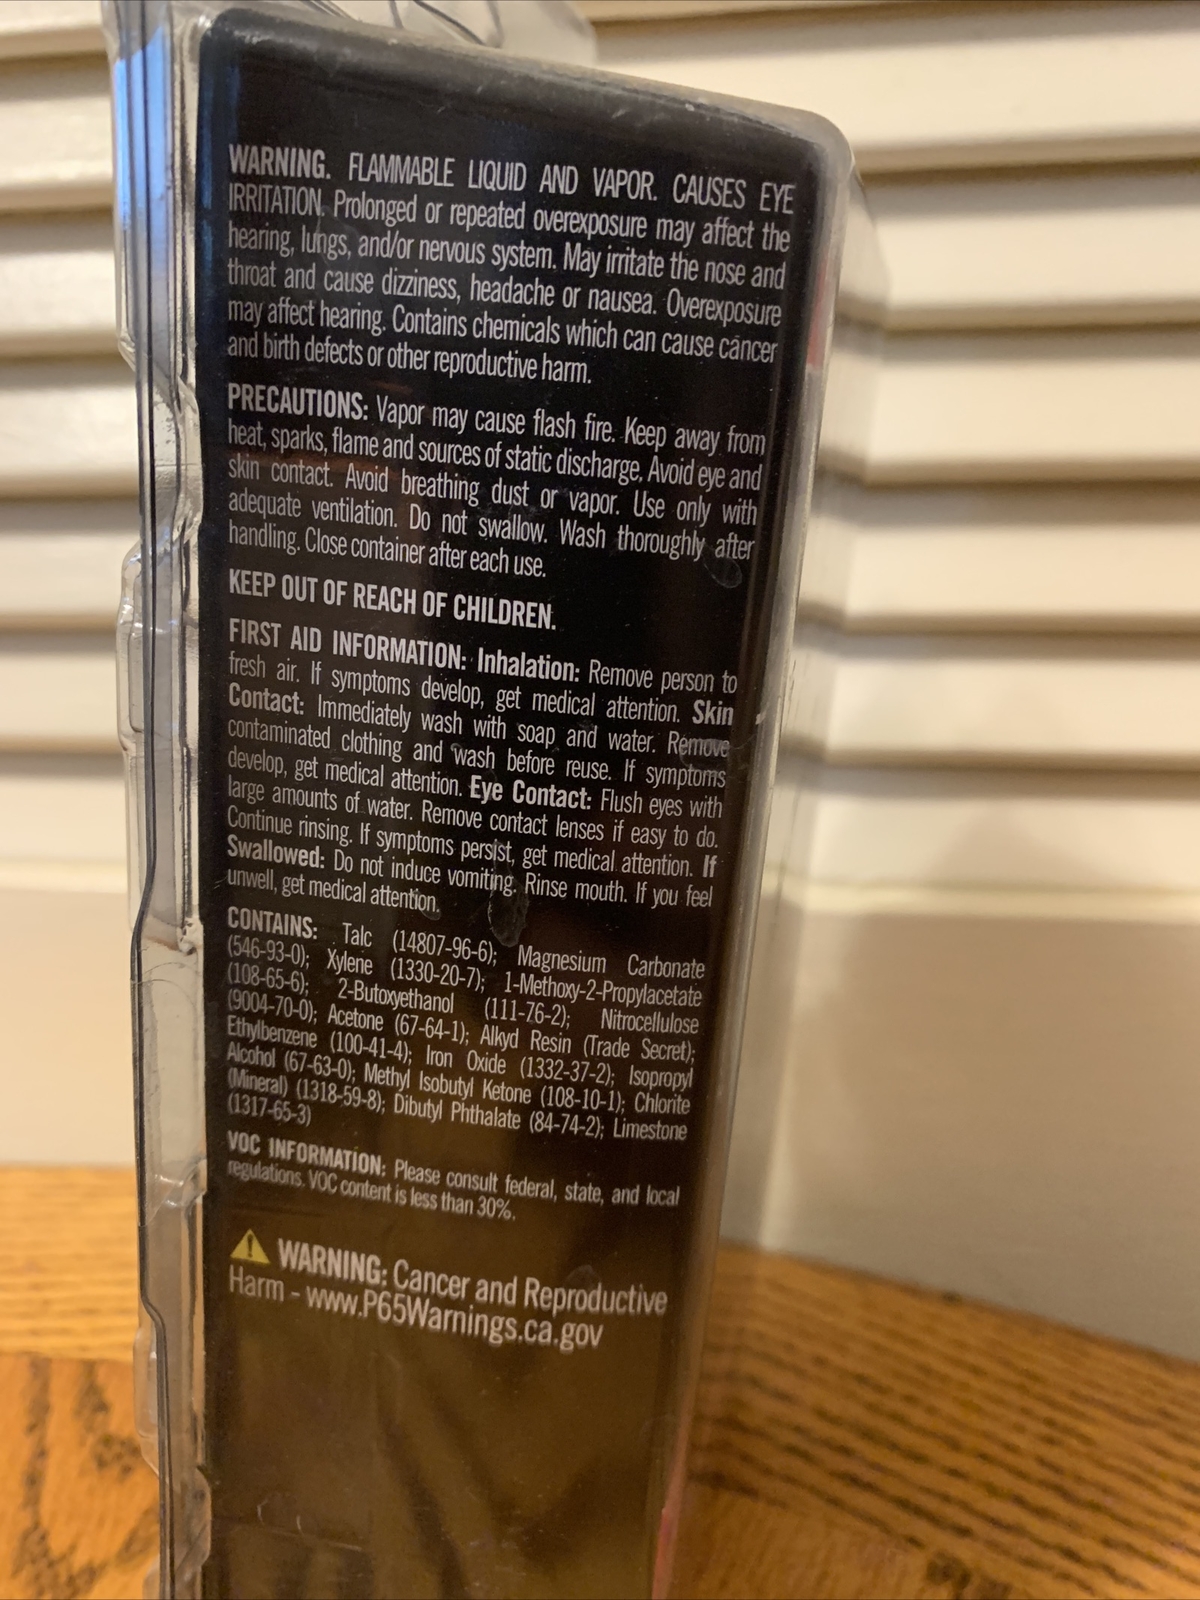 WARNING. FLAMMABLE LIQUID AND VAPOR. CAUSES EYE
IRRITATION. Prolonged or repeated overexposure may affect the
hearing, lungs, and/or nervous system. May irritate the nose and
throat and cause dizziness, headache or nausea. Overexposure
may affect hearing. Contains chemicals which can cause cancer
and birth defects or other reproductive harm.
PRECAUTIONS: Vapor may cause flash fire. Keep away from
heat, sparks, flame and sources of static discharge. Avoid eye and
skin contact. Avoid breathing dust or vapor. Use only with
adequate ventilation. Do not swallow. Wash thoroughly after
handling. Close container after each use.
KEEP OUT OF REACH OF CHILDREN.
FIRST AID INFORMATION: Inhalation: Remove person to
fresh air. If symptoms develop, get medical attention. Skin
Contact: Immediately wash with soap and water. Remove
contaminated clothing and wash before reuse. If symptoms
develop, get medical attention. Eye Contact: Flush eyes with
large amounts of water. Remove contact lenses if easy to do.
Continue rinsing. If symptoms persist, get medical attention. If
Swallowed: Do not induce vomiting. Rinse mouth. If you feel
unwell, get medical attention.
CONTAINS: Talc (14807-96-6); Magnesium Carbonate
(546-93-0); Xylene (1330-20-7); 1-Methoxy-2-Propylacetate
(108-65-6); 2-Butoxyethanol (111-76-2); Nitrocellulose
(9004-70-0); Acetone (67-64-1); Alkyd Resin (Trade Secret);
Ethylbenzene (100-41-4); Iron Oxide (1332-37-2); Isopropyl
Alcohol (67-63-0); Methyl Isobutyl Ketone (108-10-1); Chlorite
(Mineral) (1318-59-8); Dibutyl Phthalate (84-74-2); Limestone
(1317-65-3)
VOC INFORMATION: Please consult federal, state, and local
regulations. VOC content is less than 30%.
WARNING: Cancer and Reproductive
Harm - www.P65Warnings.ca.gov